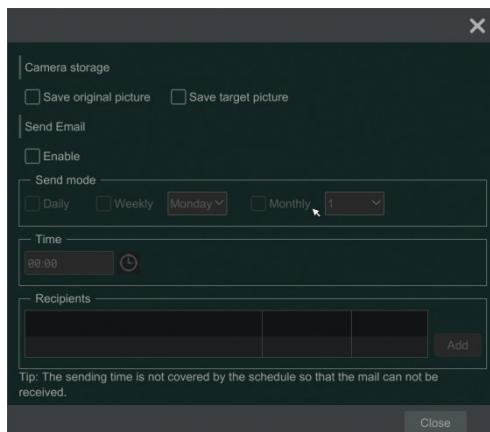 Camera storage
Save original picture Save target picture
Send Email
Enable
Send mode
Daily Weekly Monday Monthly 1
Time
00:00
Recipients
Add
Tip: The sending time is not covered by the schedule so that the mail can not be
received.
Close